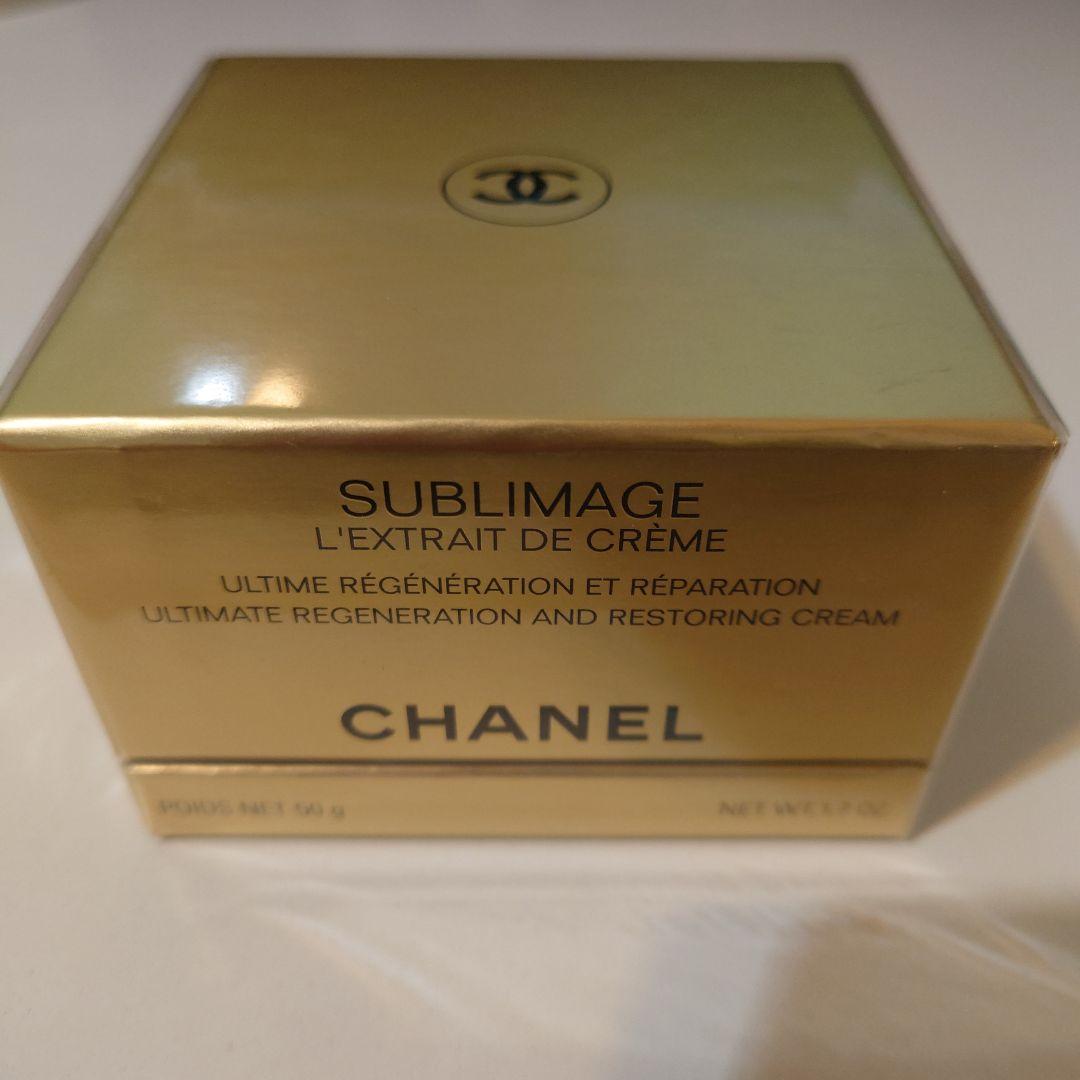 SUBLIMAGE
L'EXTRAIT DE CRÈME
ULTIME RÉGÉNÉRATION ET RÉPARATION
ULTIMATE REGENERATION AND RESTORING CREAM
CHANEL
POIDS NET 50 g
NET WT. 1.7 OZ.